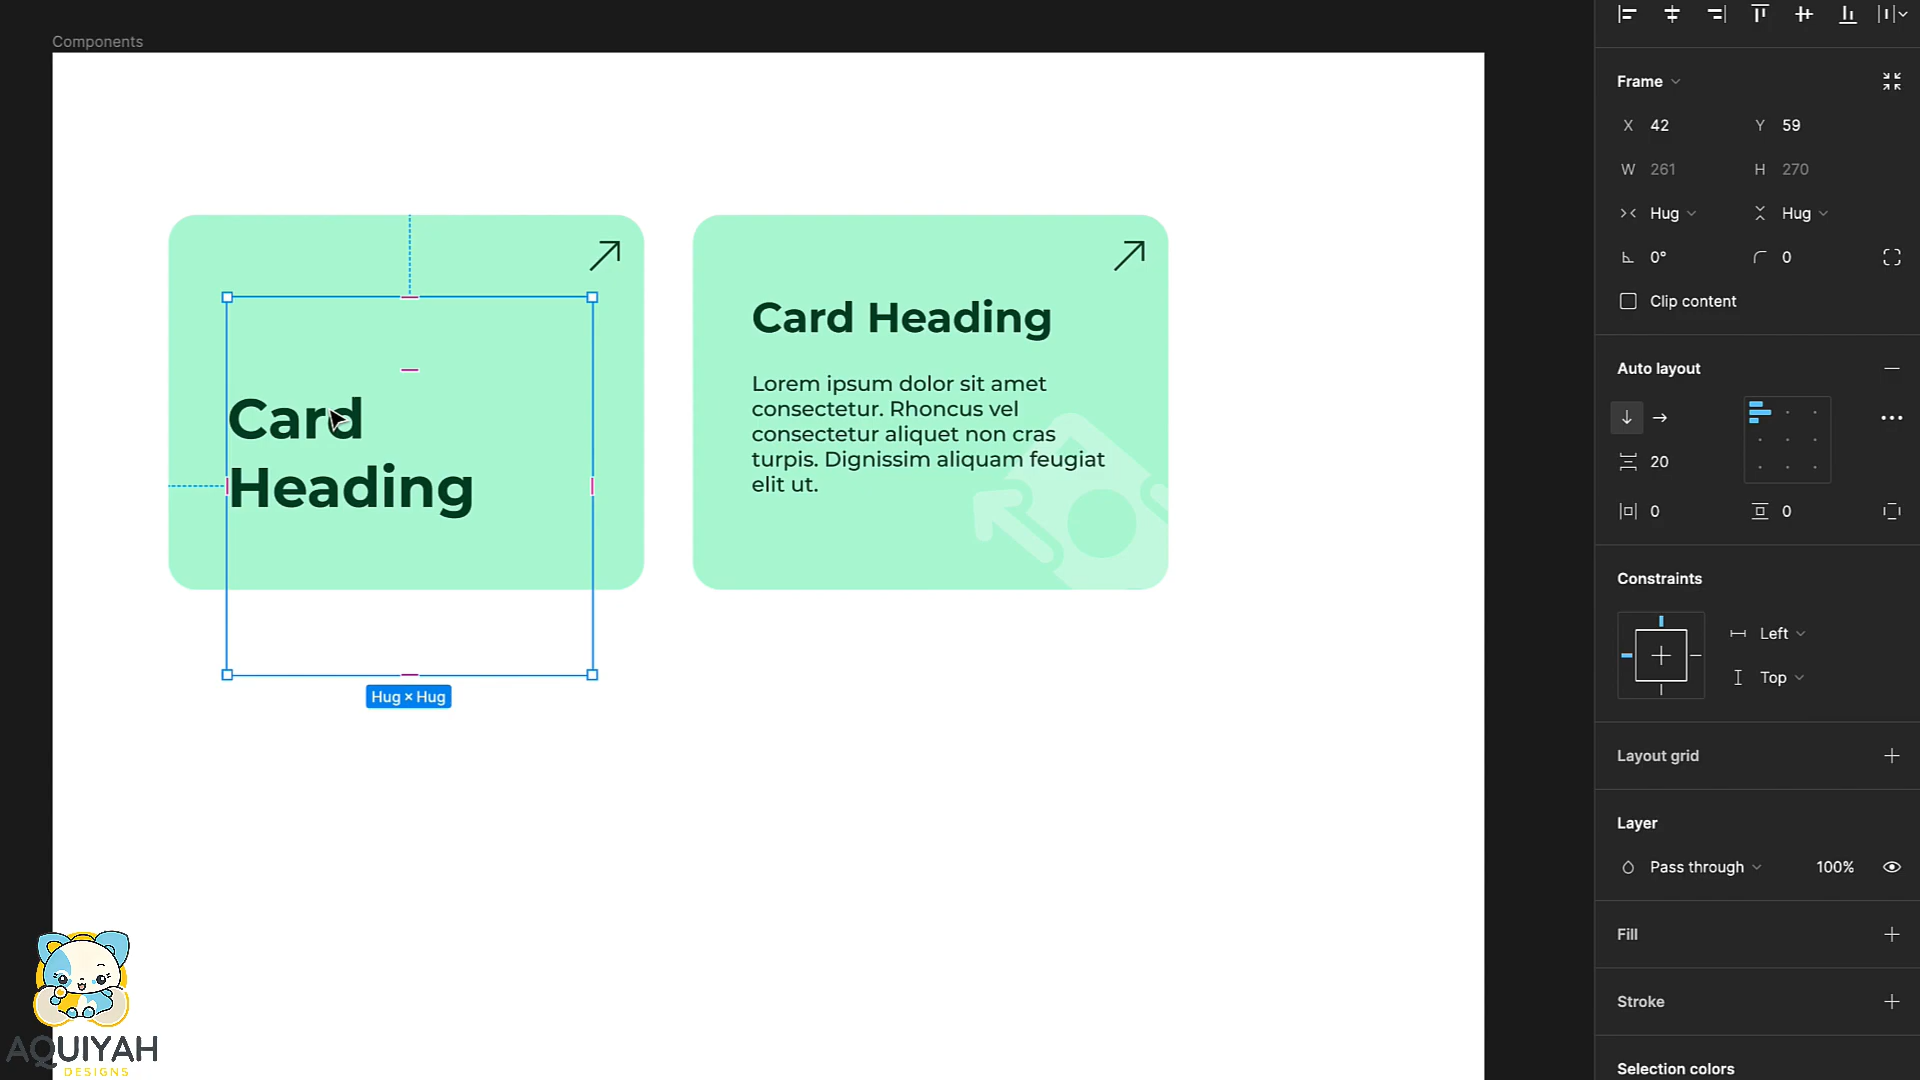 Components
Card
Heading
Hug × Hug
Card Heading
Lorem ipsum dolor sit amet
consectetur. Rhoncus vel
consectetur aliquet non cras
turpis. Dignissim aliquam feugiat
elit ut.
AQUIYAH
DESIGNS
Frame
X 42 Y 59
W 261 H 270
Hug Hug
0° 0
Clip content
Auto layout
20
0 0
Constraints
Left
Top
Layout grid
Layer
Pass through 100%
Fill
Stroke
Selection colors